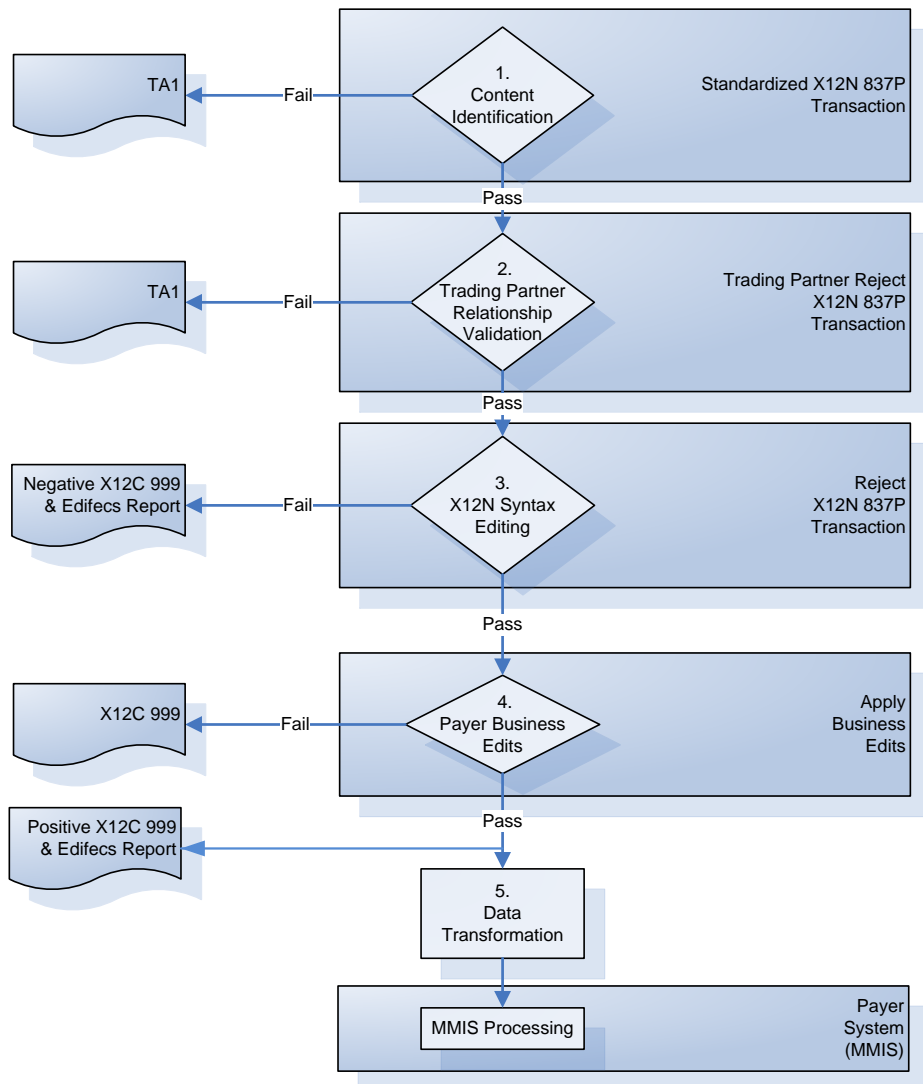 TA1
Fail
1.
Content
Identification
Standardized X12N 837P
Transaction
Pass
TA1
Fail
2.
Trading Partner
Relationship
Validation
Trading Partner Reject
X12N 837P
Transaction
Pass
Negative X12C 999
& Edifecs Report
Fail
3.
X12N Syntax
Editing
Reject
X12N 837P
Transaction
Pass
X12C 999
Fail
4.
Payer Business
Edits
Apply
Business
Edits
Pass
Positive X12C 999
& Edifecs Report
5.
Data
Transformation
MMIS Processing
Payer
System
(MMIS)